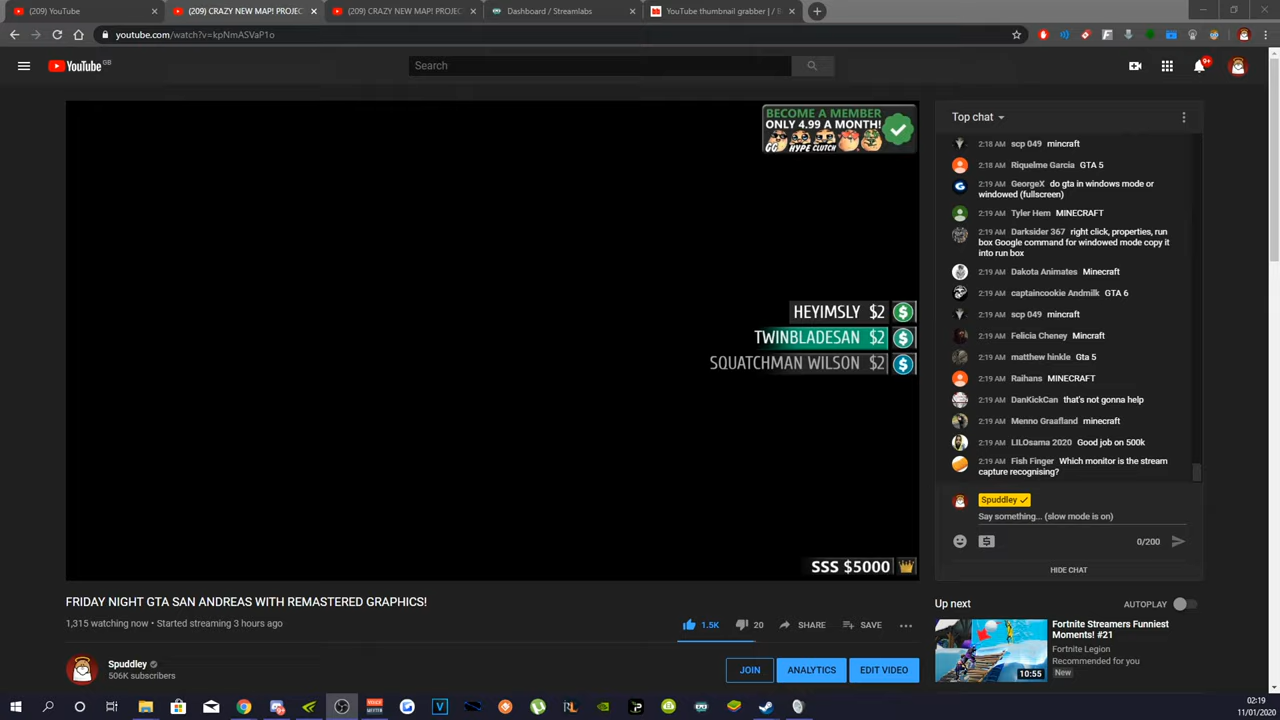 (209) YouTube
(209) CRAZY NEW MAP! PROJEC
(209) CRAZY NEW MAP! PROJEC
Dashboard / Streamlabs
YouTube thumbnail grabber | / B
youtube.com/watch?v=kpNmASVaP1o
YouTube GB
Search
9+
BECOME A MEMBER
ONLY 4.99 A MONTH!
GG HYPE CLUTCH
HEYIMSLY $2
TWINBLADESAN $2
SQUATCHMAN WILSON $2
SSS $5000
Top chat
2:18 AM scp 049 mincraft
2:18 AM Riquelme Garcia GTA 5
2:19 AM GeorgeX do gta in windows mode or
windowed (fullscreen)
2:19 AM Tyler Hem MINECRAFT
2:19 AM Darksider 367 right click, properties, run
box Google command for windowed mode copy it
into run box
2:19 AM Dakota Animates Minecraft
2:19 AM captaincookie Andmilk GTA 6
2:19 AM scp 049 mincraft
2:19 AM Felicia Cheney Mincraft
2:19 AM matthew hinkle Gta 5
2:19 AM Raihans MINECRAFT
2:19 AM DanKickCan that's not gonna help
2:19 AM Menno Graafland minecraft
2:19 AM LILOsama 2020 Good job on 500k
2:19 AM Fish Finger Which monitor is the stream
capture recognising?
Spuddley
Say something... (slow mode is on)
0/200
HIDE CHAT
FRIDAY NIGHT GTA SAN ANDREAS WITH REMASTERED GRAPHICS!
1,315 watching now • Started streaming 3 hours ago
1.5K
20
SHARE
SAVE
Spuddley
506K subscribers
JOIN
ANALYTICS
EDIT VIDEO
Up next
AUTOPLAY
Fortnite Streamers Funniest
Moments! #21
Fortnite Legion
Recommended for you
New
10:55
02:19
11/01/2020